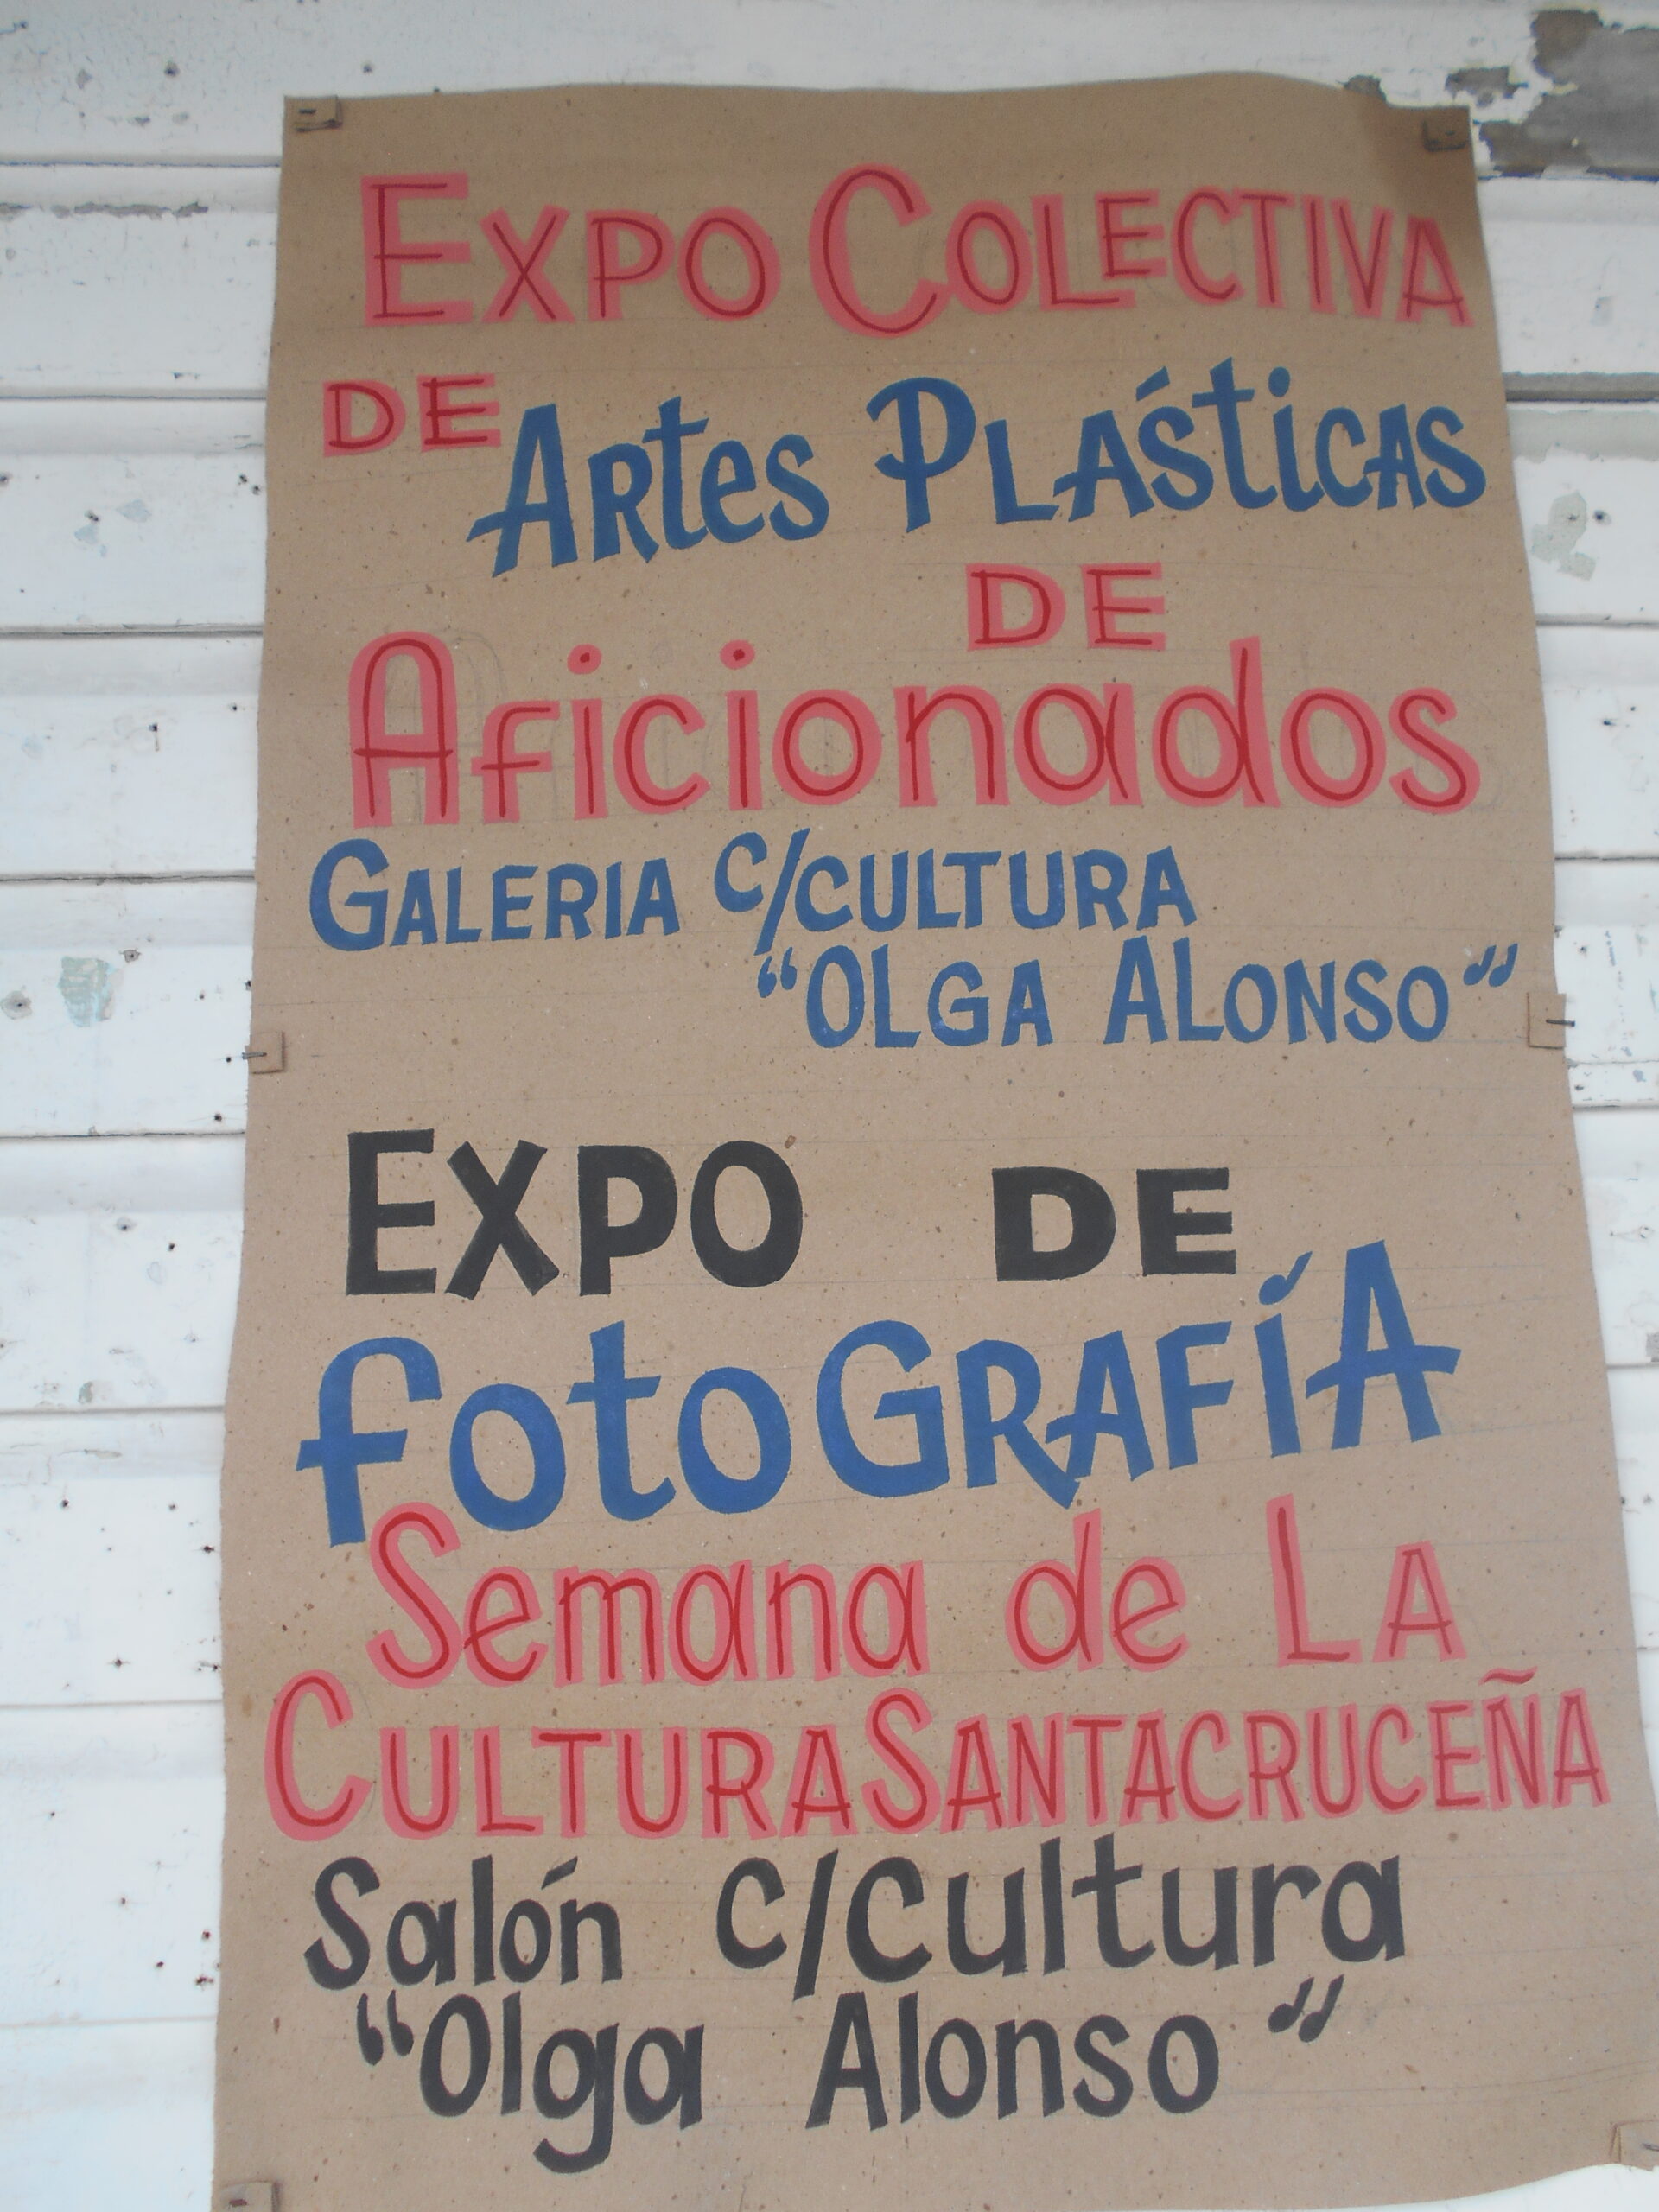 EXPO COLECTIVA
DE Artes PLÁSticAS
DE
Aficionados
GALERIA C/CULTURA
"OLGA ALONSO"
EXPO DE
fotoGRAFÍA
Semana de LA
CULTURA SANTACRUCEÑA
Salón c/cultura
"Olga Alonso"